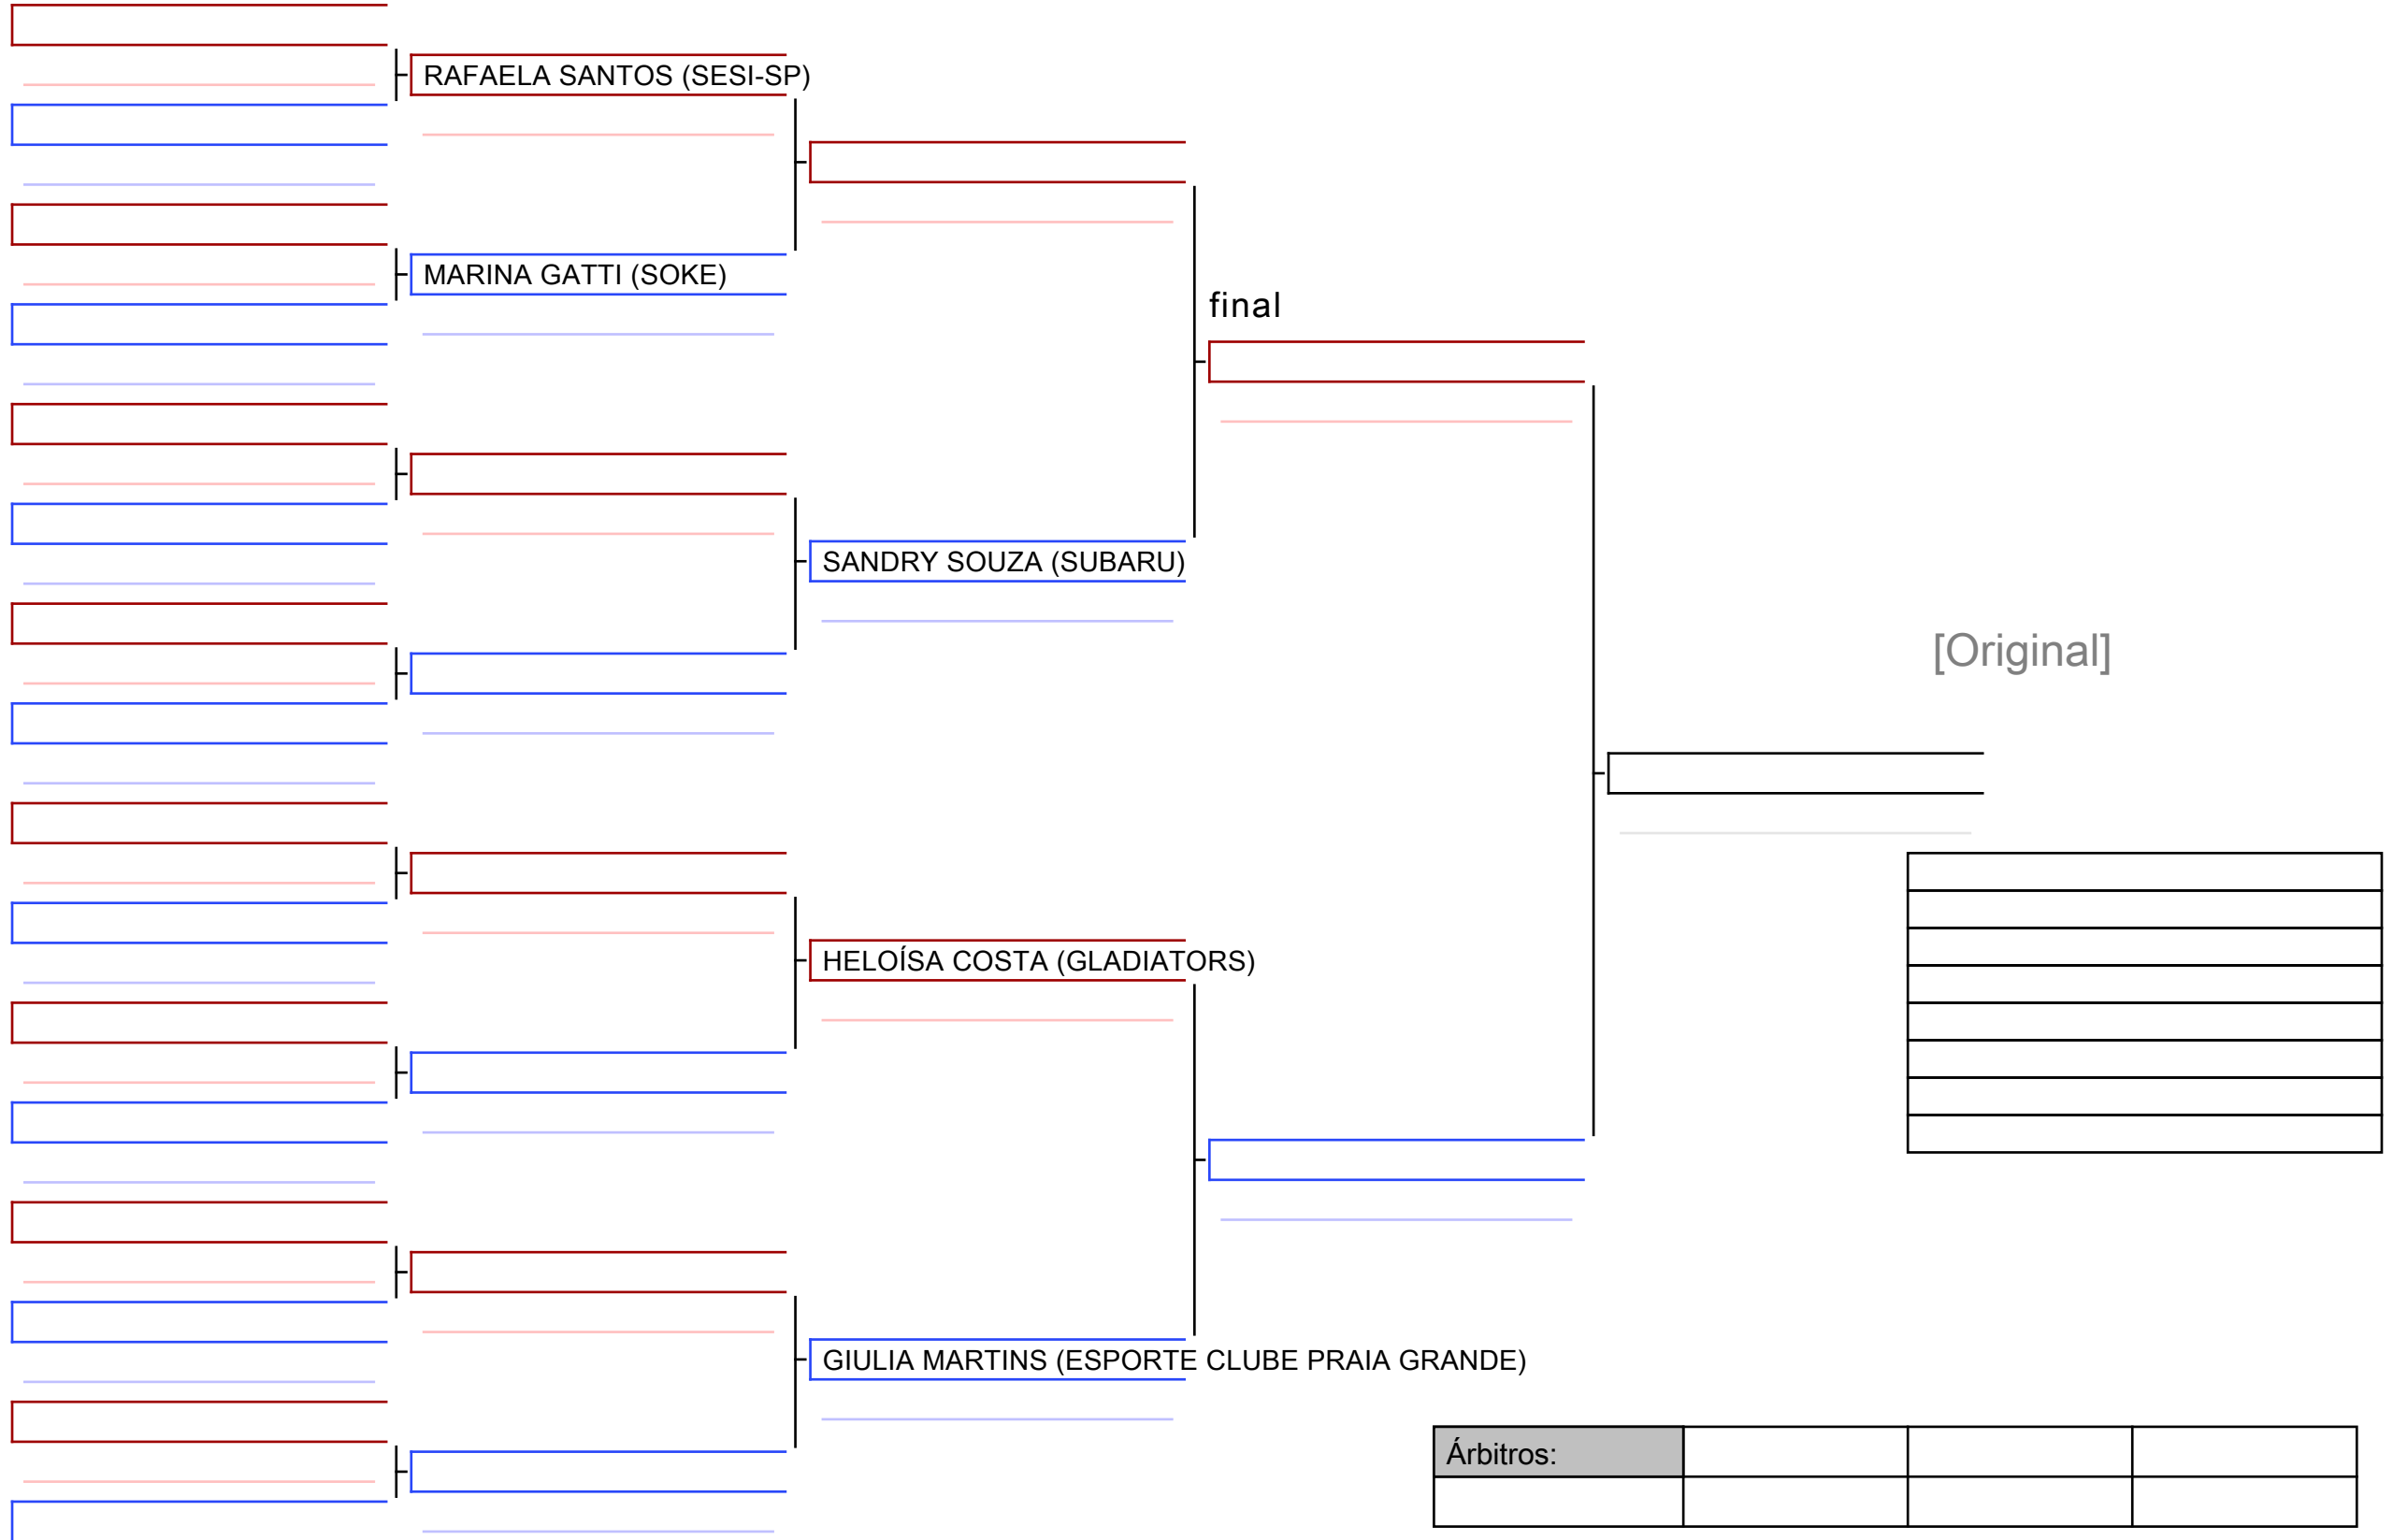 RAFAELA SANTOS (SESI-SP)
MARINA GATTI (SOKE)
final
SANDRY SOUZA (SUBARU)
[Original]
HELOÍSA COSTA (GLADIATORS)
GIULIA MARTINS (ESPORTE CLUBE PRAIA GRANDE)
Árbitros: